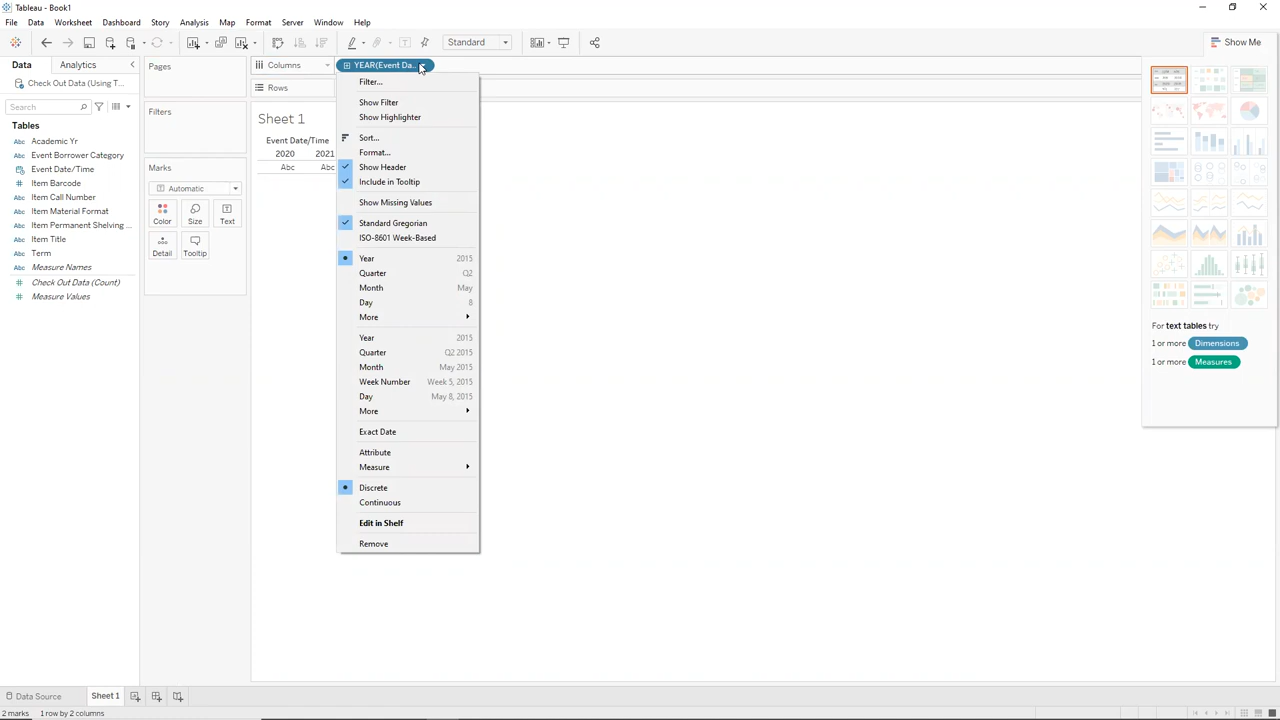 Tableau - Book1
File Data Worksheet Dashboard Story Analysis Map Format Server Window Help
Standard
Show Me
Data Analytics
Check Out Data (Using T...
Search
Tables
Abc Academic Yr
Abc Event Borrower Category
Event Date/Time
# Item Barcode
Abc Item Call Number
Abc Item Material Format
Abc Item Permanent Shelving ...
Abc Item Title
Abc Term
Abc Measure Names
# Check Out Data (Count)
# Measure Values
Pages
Filters
Marks
T Automatic
Color Size Text
Detail Tooltip
Columns YEAR(Event Da..
Rows
Sheet 1
Event Date/Time
2020 2021
Abc Abc
Filter...
Show Filter
Show Highlighter
Sort...
Format...
Show Header
Include in Tooltip
Show Missing Values
Standard Gregorian
ISO-8601 Week-Based
Year 2015
Quarter Q2
Month May
Day 8
More
Year 2015
Quarter Q2 2015
Month May 2015
Week Number Week 5, 2015
Day May 8, 2015
More
Exact Date
Attribute
Measure
Discrete
Continuous
Edit in Shelf
Remove
For text tables try
1 or more Dimensions
1 or more Measures
Data Source Sheet 1
2 marks 1 row by 2 columns